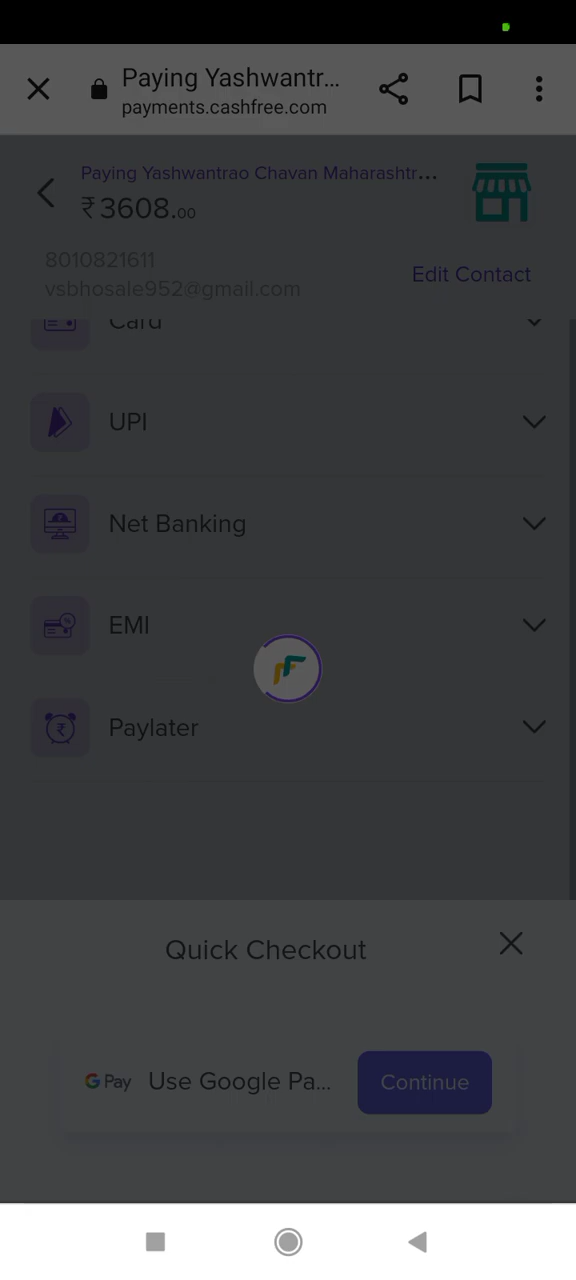 Paying Yashwantr...
payments.cashfree.com
Paying Yashwantrao Chavan Maharashtr...
₹3608.00
8010821611
vsbhosale952@gmail.com
Edit Contact
Card
UPI
Net Banking
EMI
Paylater
Quick Checkout
G Pay Use Google Pa... Continue